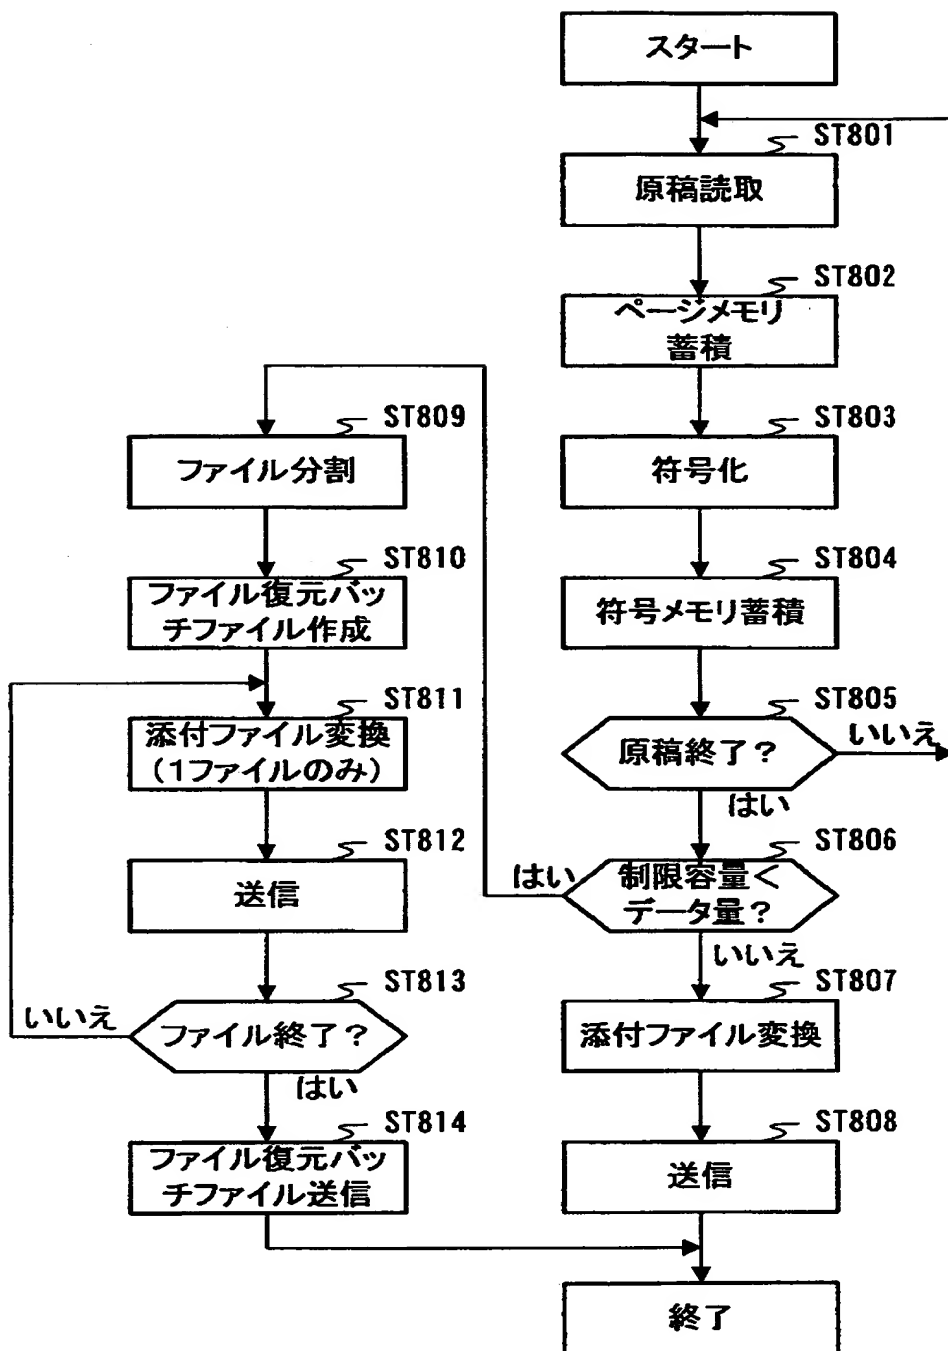 スタート
ST801
原稿読取
ST802
ページメモリ
蓄積
ST803
符号化
ST804
符号メモリ蓄積
ST805
原稿終了?
いいえ
はい
ST806
制限容量<
データ量?
はい
いいえ
ST807
添付ファイル変換
ST808
送信
ST809
ファイル分割
ST810
ファイル復元バッ
チファイル作成
ST811
添付ファイル変換
(1ファイルのみ)
ST812
送信
ST813
ファイル終了?
いいえ
はい
ST814
ファイル復元バッ
チファイル送信
終了